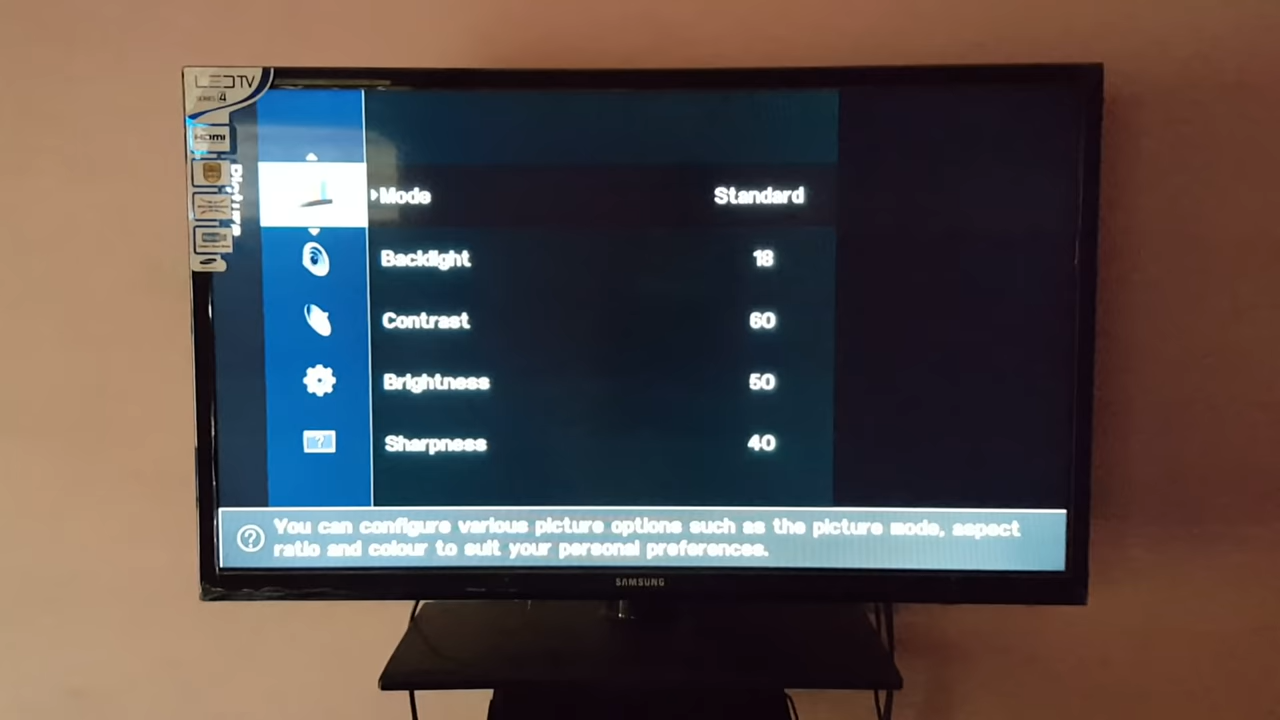 LED TV
SERIES 4
HDMI
Picture
Mode Standard
Backlight 18
Contrast 60
Brightness 50
Sharpness 40
You can configure various picture options such as the picture mode, aspect
ratio and colour to suit your personal preferences.
SAMSUNG